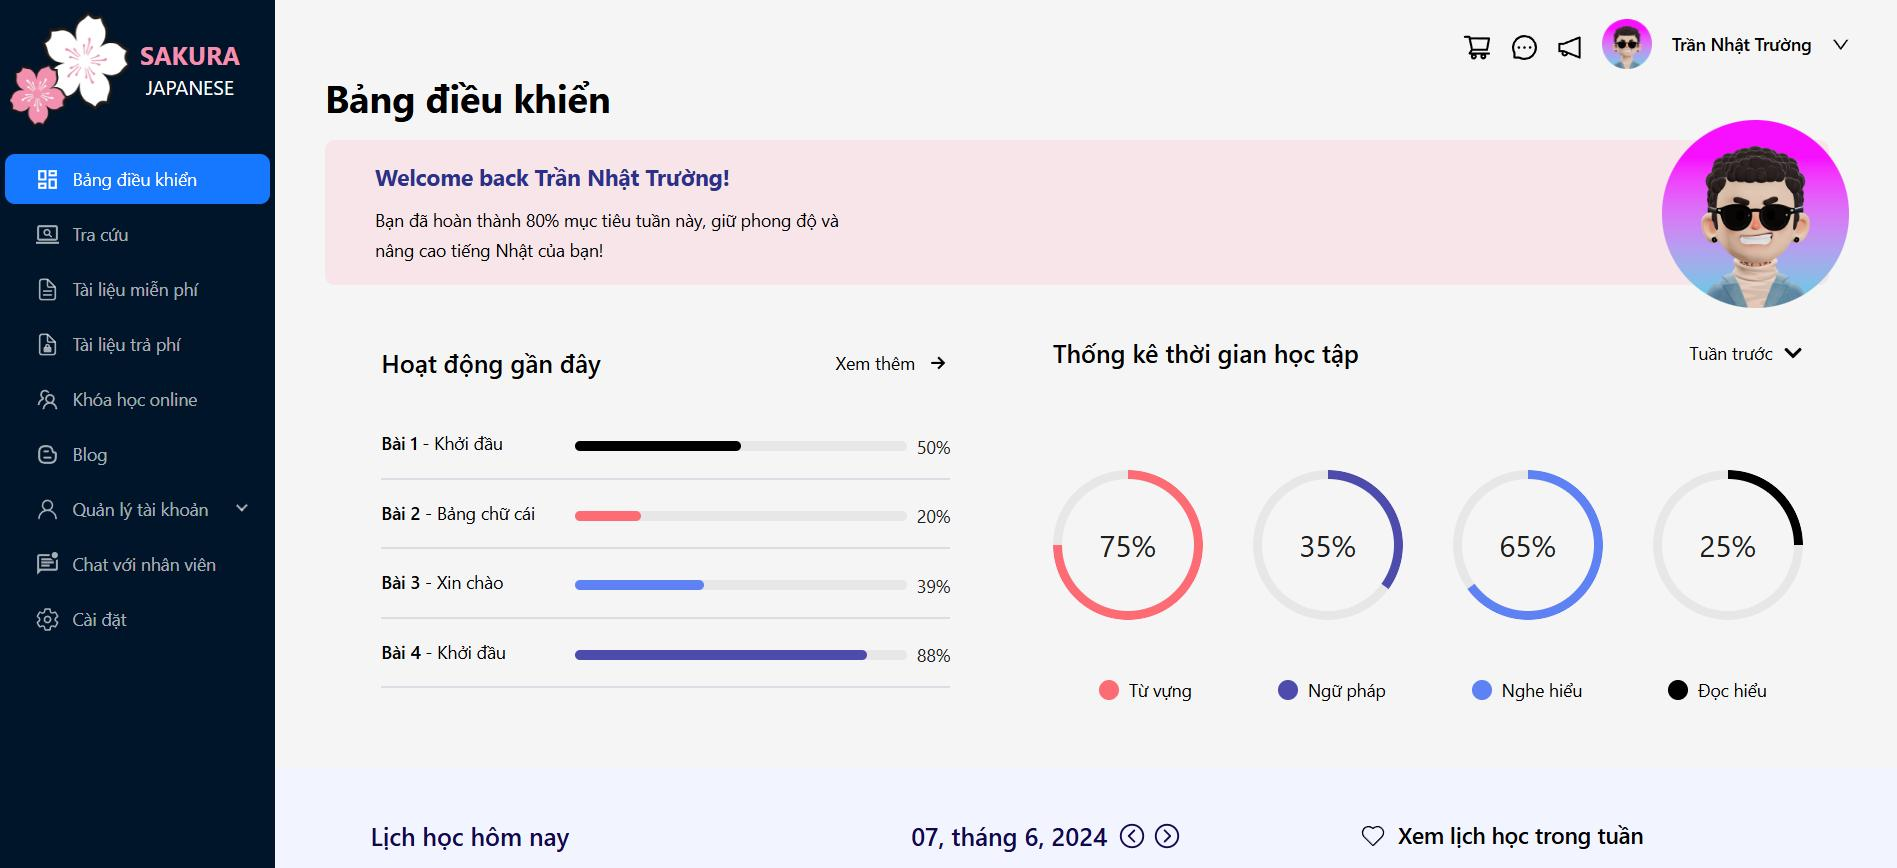 SAKURA
JAPANESE
Bảng điều khiển
Tra cứu
Tài liệu miễn phí
Tài liệu trả phí
Khóa học online
Blog
Quản lý tài khoản
Chat với nhân viên
Cài đặt
Trần Nhật Trường
Bảng điều khiển
Welcome back Trần Nhật Trường!
Bạn đã hoàn thành 80% mục tiêu tuần này, giữ phong độ và
nâng cao tiếng Nhật của bạn!
Hoạt động gần đây
Xem thêm
Bài 1 - Khởi đầu 50%
Bài 2 - Bảng chữ cái 20%
Bài 3 - Xin chào 39%
Bài 4 - Khởi đầu 88%
Thống kê thời gian học tập
Tuần trước
75% 35% 65% 25%
Từ vựng Ngữ pháp Nghe hiểu Đọc hiểu
Lịch học hôm nay
07, tháng 6, 2024
Xem lịch học trong tuần